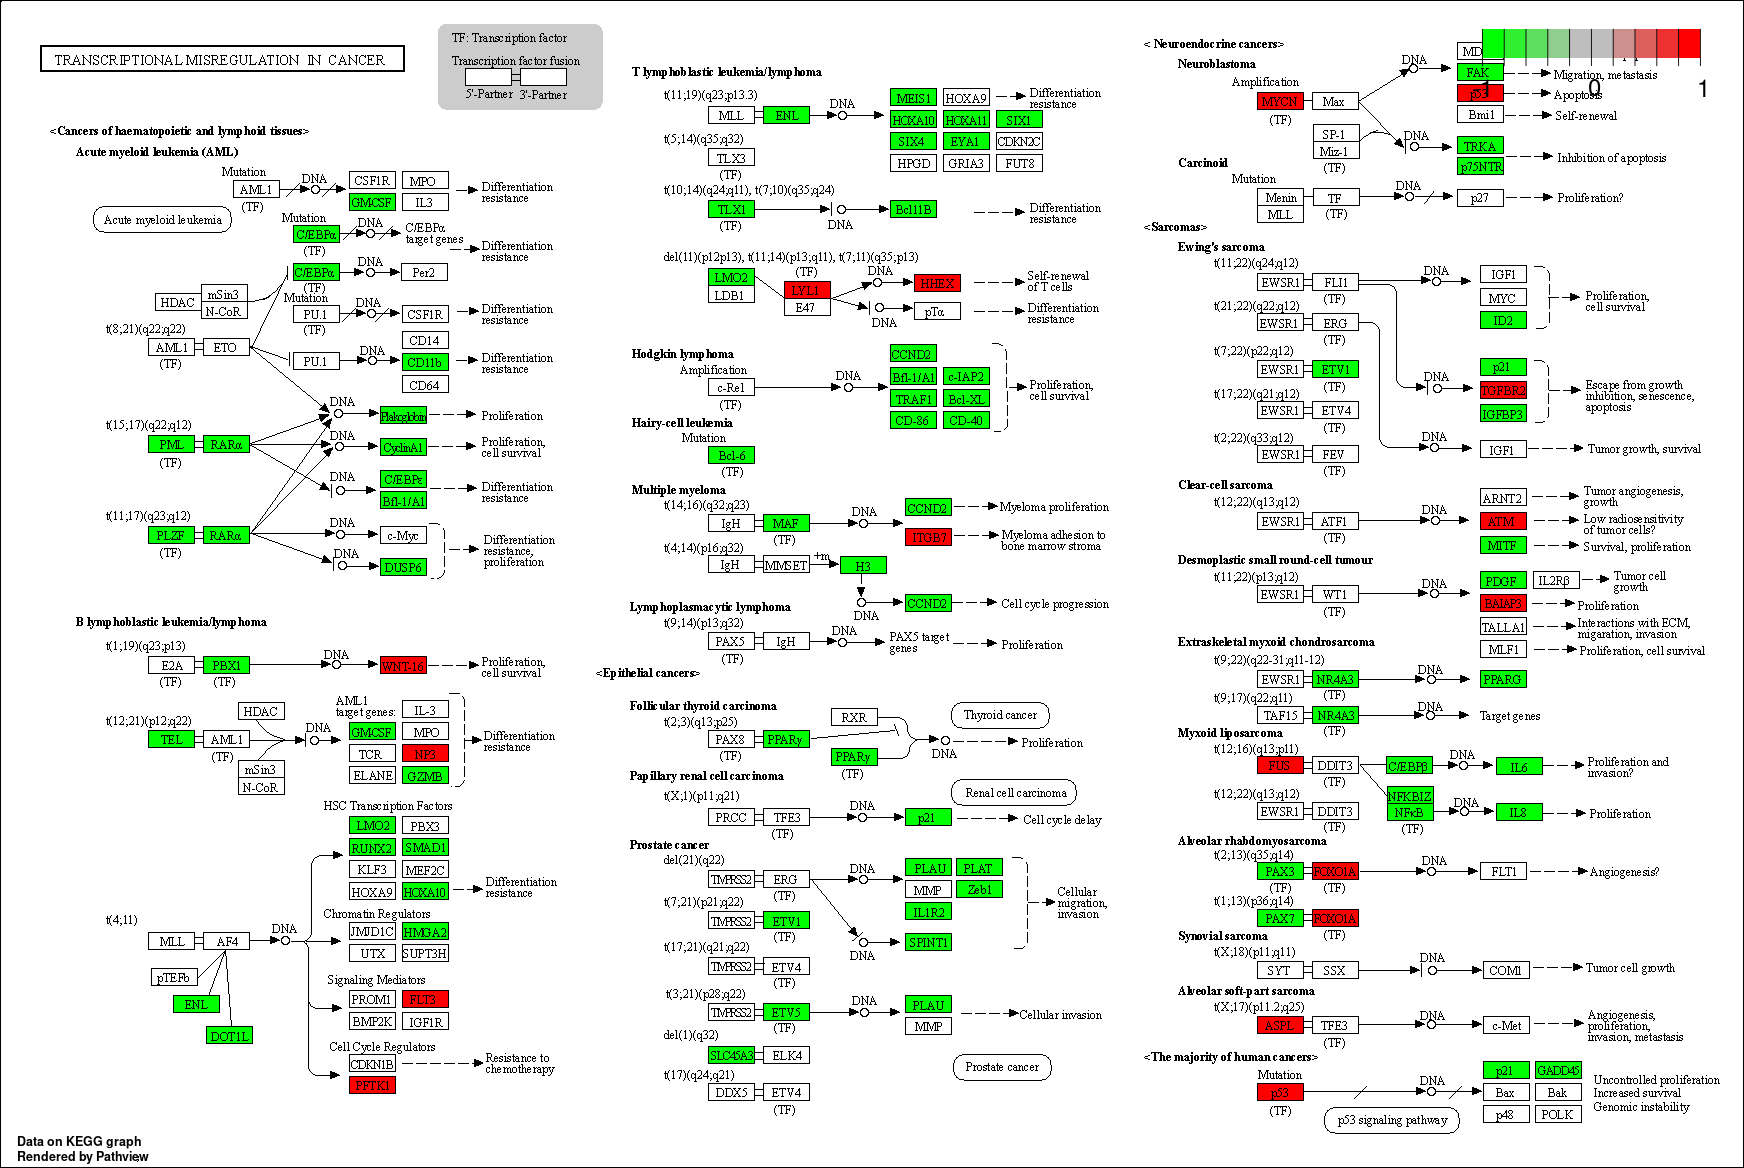 TRANSCRIPTIONAL MISREGULATION IN CANCER
TF: Transcription factor
Transcription factor fusion
5'-Partner 3'-Partner
<Cancers of haematopoietic and lymphoid tissues>
Acute myeloid leukemia (AML)
Mutation
AML1
(TF)
DNA
CSF1R
MPO
GMCSF
IL3
Differentiation
resistance
Acute myeloid leukemia
Mutation
C/EBPα
(TF)
DNA
C/EBPα
target genes
Differentiation
resistance
C/EBPα
(TF)
DNA
Per2
HDAC
mSin3
N-CoR
Mutation
PU.1
(TF)
DNA
CSF1R
Differentiation
resistance
t(8;21)(q22;q22)
AML1
ETO
(TF)
PU.1
DNA
CD14
CD11b
CD64
Differentiation
resistance
DNA
Plakoglobin
Proliferation
t(15;17)(q22;q12)
PML
RARα
(TF)
DNA
CyclinA1
Proliferation,
cell survival
DNA
C/EBPε
Bfl-1/A1
Differentiation
resistance
t(11;17)(q23;q12)
PLZF
RARα
(TF)
DNA
c-Myc
DNA
DUSP6
Differentiation
resistance,
proliferation
B lymphoblastic leukemia/lymphoma
t(1;19)(q23;p13)
E2A
PBX1
(TF)
(TF)
DNA
WNT-16
Proliferation,
cell survival
t(12;21)(p12;q22)
TEL
AML1
(TF)
HDAC
mSin3
N-CoR
DNA
AML1
target genes:
IL-3
GMCSF
MPO
TCR
NP3
ELANE
GZMB
Differentiation
resistance
HSC Transcription Factors
LMO2
PBX3
RUNX2
SMAD1
KLF3
MEF2C
HOXA9
HOXA10
Differentiation
resistance
t(4;11)
MLL
AF4
DNA
pTEFb
ENL
DOT1L
Chromatin Regulators
JMJD1C
HMGA2
UTX
SUPT3H
Signaling Mediators
PROM1
FLT3
BMP2K
IGF1R
Cell Cycle Regulators
CDKN1B
PFTK1
Resistance to
chemotherapy
T lymphoblastic leukemia/lymphoma
t(11;19)(q23;p13.3)
MLL
ENL
DNA
MEIS1
HOXA9
HOXA10
HOXA11
SIX1
SIX4
EYA1
CDKN2C
HPGD
GRIA3
FUT8
Differentiation
resistance
t(5;14)(q35;q32)
TLX3
(TF)
t(10;14)(q24;q11), t(7;10)(q35;q24)
TLX1
(TF)
DNA
Bcl11B
Differentiation
resistance
del(11)(p12p13), t(11;14)(p13;q11), t(7;11)(q35;p13)
(TF)
LMO2
LDB1
LYL1
E47
DNA
HHEX
Self-renewal
of T cells
DNA
pTα
Differentiation
resistance
Hodgkin lymphoma
Amplification
c-Rel
(TF)
DNA
CCND2
Bfl-1/A1
c-IAP2
TRAF1
Bcl-XL
CD-86
CD-40
Proliferation,
cell survival
Hairy-cell leukemia
Mutation
Bcl-6
(TF)
Multiple myeloma
t(14;16)(q32;q23)
IgH
MAF
(TF)
DNA
CCND2
Myeloma proliferation
ITGB7
Myeloma adhesion to
bone marrow stroma
t(4;14)(p16;q32)
IgH
MMSET
+m
H3
DNA
CCND2
Cell cycle progression
Lymphoplasmacytic lymphoma
t(9;14)(p13;q32)
PAX5
IgH
(TF)
DNA
PAX5 target
genes
Proliferation
<Epithelial cancers>
Follicular thyroid carcinoma
t(2;3)(q13;p25)
PAX8
PPARγ
(TF)
RXR
PPARγ
(TF)
DNA
Thyroid cancer
Proliferation
Papillary renal cell carcinoma
t(X;1)(p11;q21)
PRCC
TFE3
(TF)
DNA
p21
Renal cell carcinoma
Cell cycle delay
Prostate cancer
del(21)(q22)
TMPRSS2
ERG
(TF)
DNA
PLAU
PLAT
MMP
Zeb1
IL1R2
t(7;21)(p21;q22)
TMPRSS2
ETV1
(TF)
DNA
SPINT1
Cellular
migration,
invasion
t(17;21)(q21;q22)
TMPRSS2
ETV4
(TF)
t(3;21)(p28;q22)
TMPRSS2
ETV5
(TF)
DNA
PLAU
MMP
Cellular invasion
del(1)(q32)
SLC45A3
ELK4
Prostate cancer
t(17)(q24;q21)
DDX5
ETV4
(TF)
<Neuroendocrine cancers>
Neuroblastoma
Amplification
MYCN
(TF)
Max
DNA
FAK
Migration, metastasis
p53
Apoptosis
Bmi1
Self-renewal
SP-1
Miz-1
DNA
TRKA
p75NTR
Inhibition of apoptosis
-1
0
1
Carcinoid
Mutation
Menin
MLL
TF
(TF)
DNA
p27
Proliferation?
<Sarcomas>
Ewing's sarcoma
t(11;22)(q24;q12)
EWSR1
FLI1
(TF)
DNA
IGF1
MYC
ID2
Proliferation,
cell survival
t(21;22)(q22;q12)
EWSR1
ERG
(TF)
t(7;22)(p22;q12)
EWSR1
ETV1
(TF)
DNA
p21
TGFBR2
IGFBP3
Escape from growth
inhibition, senescence,
apoptosis
t(17;22)(q21;q12)
EWSR1
ETV4
(TF)
t(2;22)(q33;q12)
EWSR1
FEV
(TF)
DNA
IGF1
Tumor growth, survival
Clear-cell sarcoma
t(12;22)(q13;q12)
EWSR1
ATF1
(TF)
DNA
ARNT2
Tumor angiogenesis,
growth
ATM
Low radiosensitivity
of tumor cells?
MITF
Survival, proliferation
Desmoplastic small round-cell tumour
t(11;22)(p13;q12)
EWSR1
WT1
(TF)
DNA
PDGF
IL2Rβ
Tumor cell
growth
BAIAP3
Proliferation
TALLA1
Interactions with ECM,
migaration, invasion
MLF1
Proliferation, cell survival
Extraskeletal myxoid chondrosarcoma
t(9;22)(q22-31;q11-12)
EWSR1
NR4A3
(TF)
DNA
PPARG
t(9;17)(q22;q11)
TAF15
NR4A3
(TF)
DNA
Target genes
Myxoid liposarcoma
t(12;16)(q13;p11)
FUS
DDIT3
(TF)
C/EBPβ
DNA
IL6
Proliferation and
invasion?
t(12;22)(q13;q12)
EWSR1
DDIT3
(TF)
NFKBIZ
NFκB
(TF)
DNA
IL8
Proliferation
Alveolar rhabdomyosarcoma
t(2;13)(q35;q14)
PAX3
FOXO1A
(TF)
(TF)
DNA
FLT1
Angiogenesis?
t(1;13)(p36;q14)
PAX7
FOXO1A
(TF)
(TF)
Synovial sarcoma
t(X;18)(p11;q11)
SYT
SSX
DNA
COM1
Tumor cell growth
Alveolar soft-part sarcoma
t(X;17)(p11.2;q25)
ASPL
TFE3
(TF)
DNA
c-Met
Angiogenesis,
proliferation,
invasion, metastasis
<The majority of human cancers>
Mutation
p53
(TF)
DNA
p21
GADD45
Bax
Bak
p48
POLK
Uncontrolled proliferation
Increased survival
Genomic instability
p53 signaling pathway
Data on KEGG graph
Rendered by Pathview